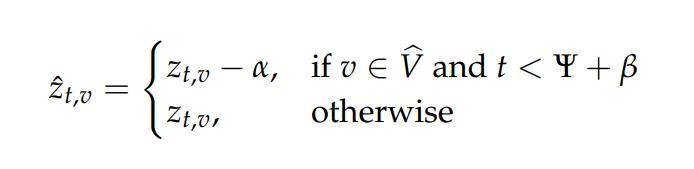 ẑ_{t,v} = { z_{t,v} − α, if v ∈ V̂ and t < Ψ + β
z_{t,v}, otherwise